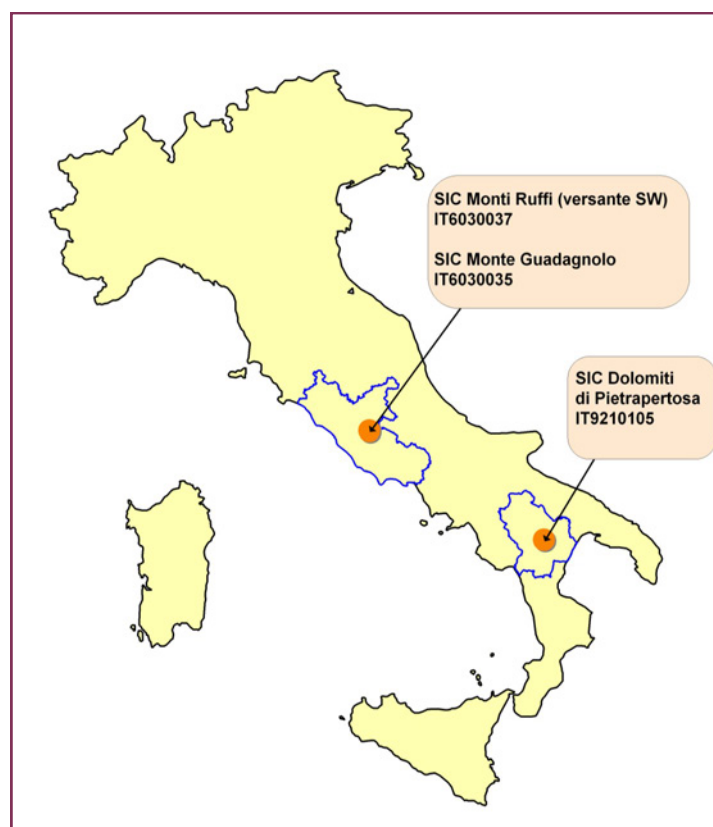 SIC Monti Ruffi (versante SW)
IT6030037
SIC Monte Guadagnolo
IT6030035
SIC Dolomiti
di Pietrapertosa
IT9210105